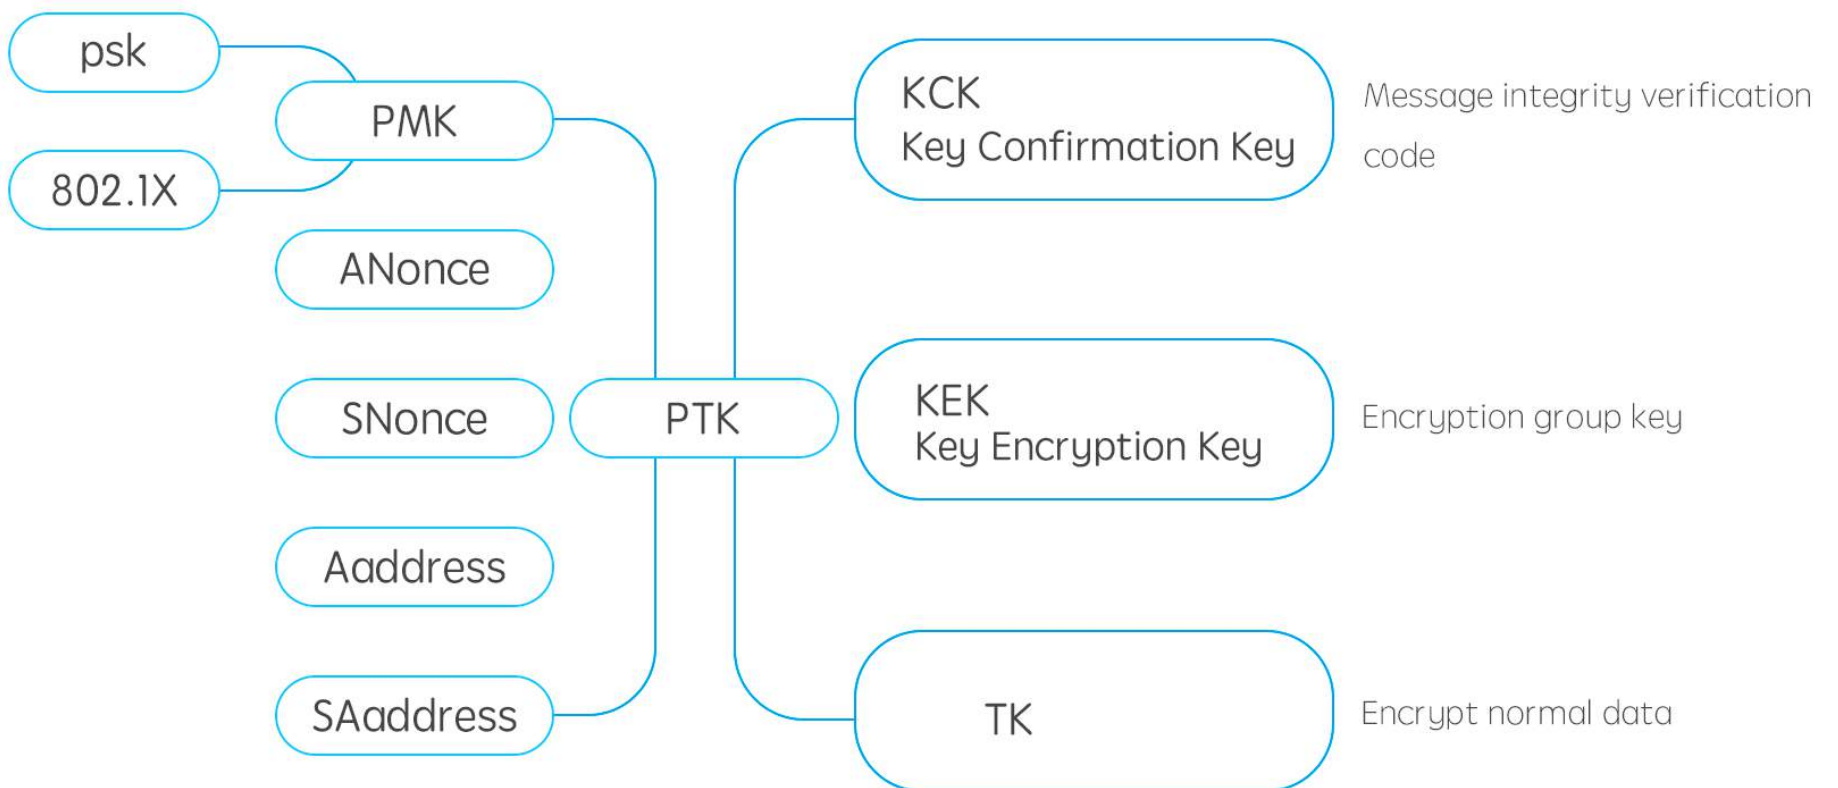 psk
802.1X
PMK
ANonce
SNonce
Aaddress
SAaddress
PTK
KCK
Key Confirmation Key
Message integrity verification
code
KEK
Key Encryption Key
Encryption group key
TK
Encrypt normal data